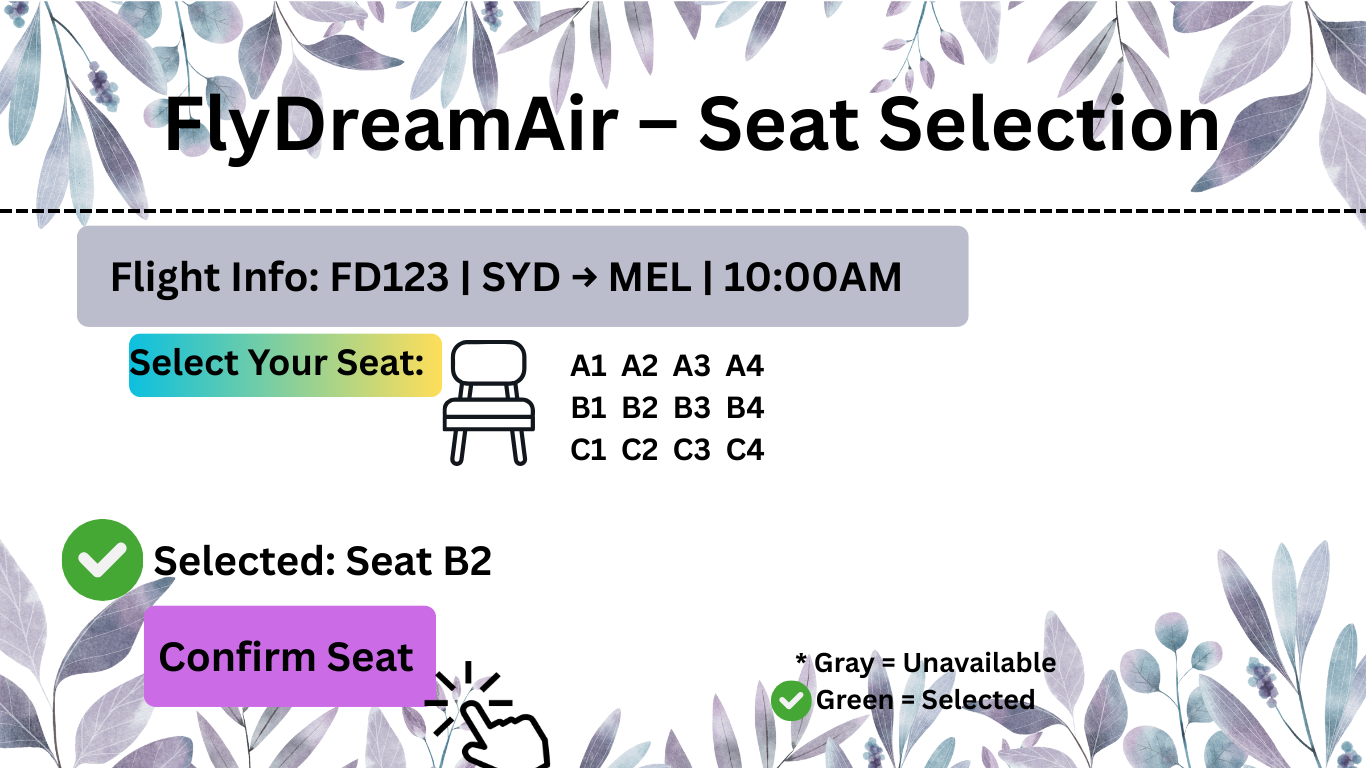 FlyDreamAir – Seat Selection
Flight Info: FD123 | SYD → MEL | 10:00AM
Select Your Seat:
A1 A2 A3 A4
B1 B2 B3 B4
C1 C2 C3 C4
Selected: Seat B2
Confirm Seat
* Gray = Unavailable
Green = Selected